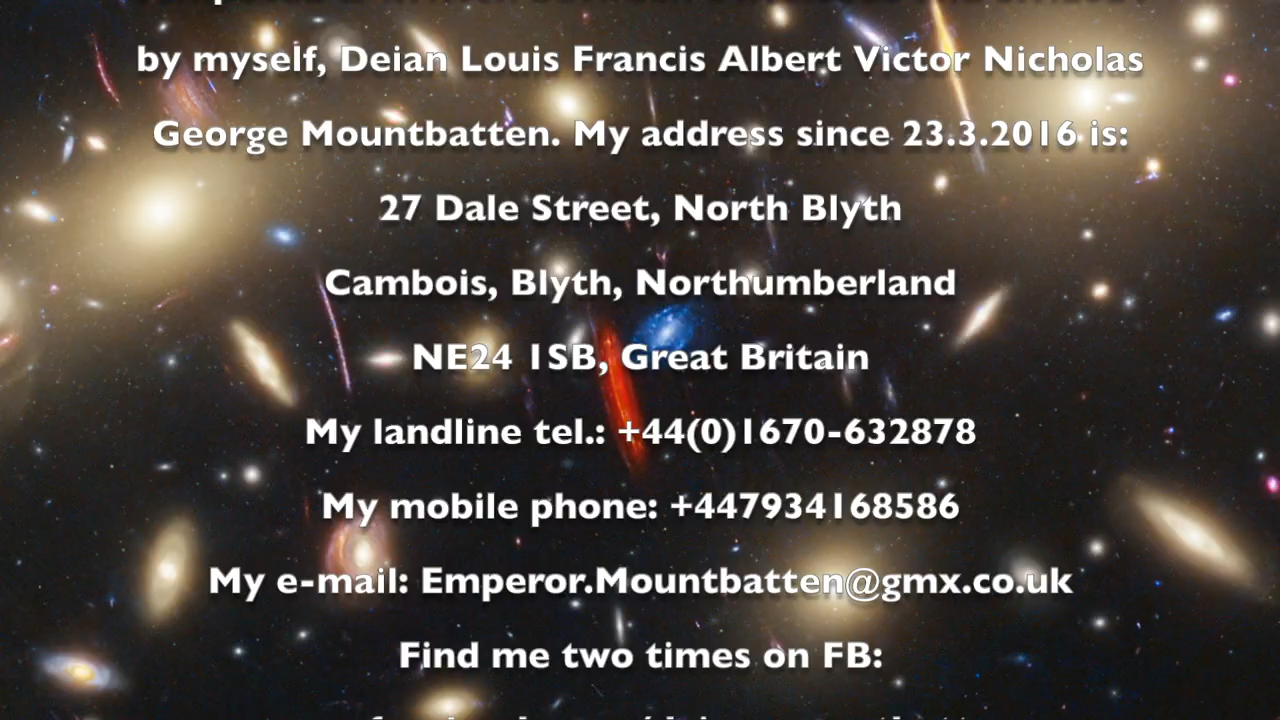 by myself, Deian Louis Francis Albert Victor Nicholas
George Mountbatten. My address since 23.3.2016 is:
27 Dale Street, North Blyth
Cambois, Blyth, Northumberland
NE24 1SB, Great Britain
My landline tel.: +44(0)1670-632878
My mobile phone: +447934168586
My e-mail: Emperor.Mountbatten@gmx.co.uk
Find me two times on FB: